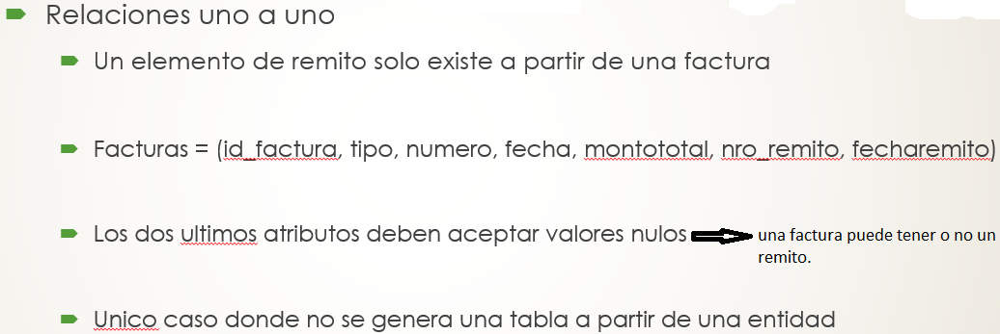 Relaciones uno a uno
Un elemento de remito solo existe a partir de una factura
Facturas = (id_factura, tipo, numero, fecha, montototal, nro_remito, fecharemito)
Los dos ultimos atributos deben aceptar valores nulos
una factura puede tener o no un
remito.
Unico caso donde no se genera una tabla a partir de una entidad